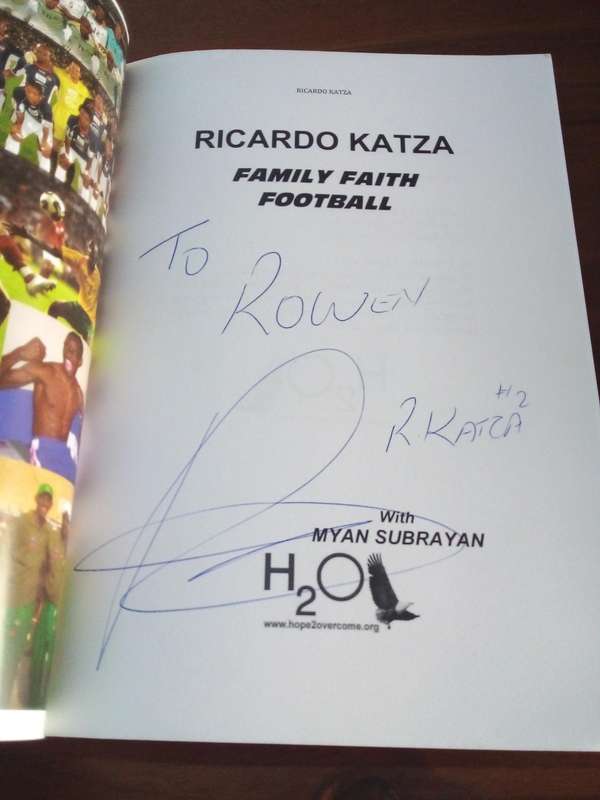 RICARDO KATZA
RICARDO KATZA
FAMILY FAITH
FOOTBALL
TO
ROWEN
R. KATZA #2
With
MYAN SUBRAYAN
H2O
www.hope2overcome.org